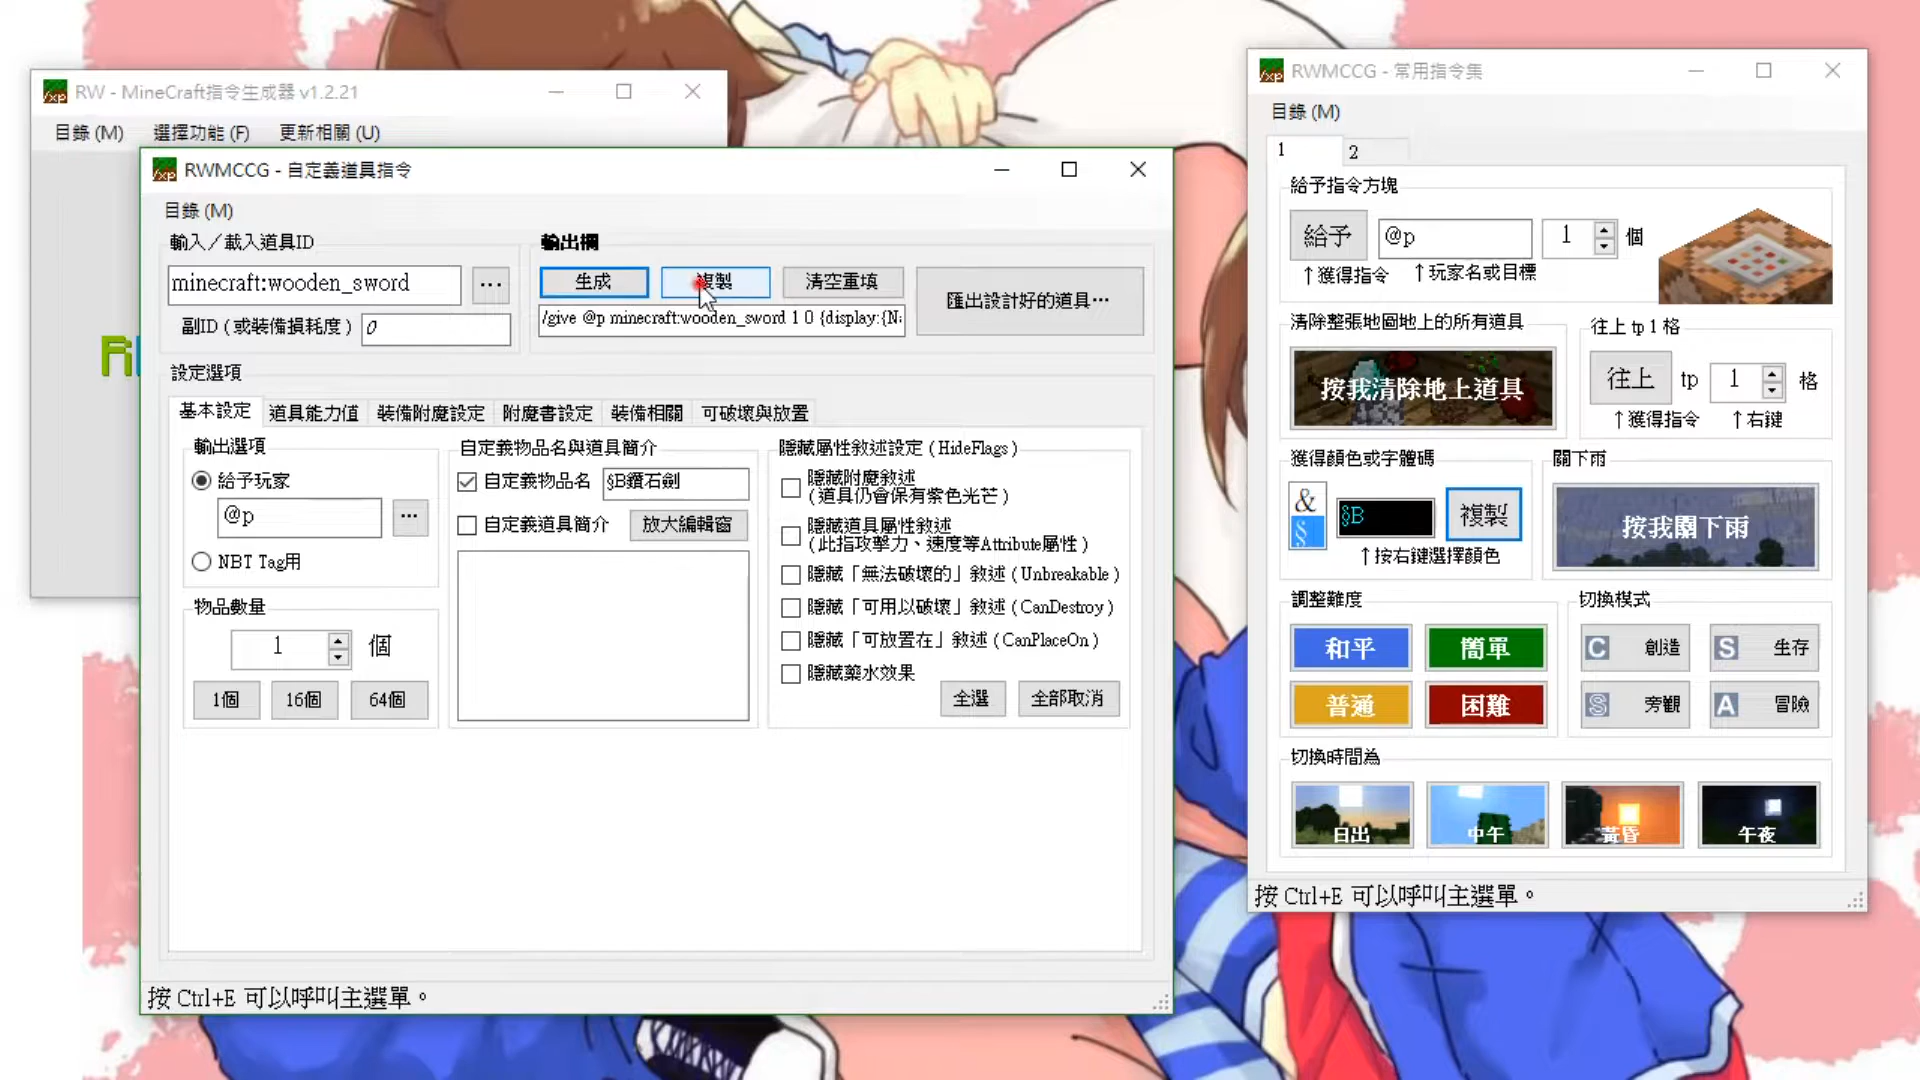 RW - MineCraft指令生成器 v1.2.21
目錄 (M) 選擇功能 (F) 更新相關 (U)
RWMCCG - 自定義道具指令
目錄 (M)
輸入／載入道具ID
minecraft:wooden_sword
...
副ID ( 或裝備損耗度 ) 0
輸出欄
生成 複製 清空重填
/give @p minecraft:wooden_sword 1 0 {display:{Na
匯出設計好的道具...
設定選項
基本設定 道具能力值 裝備附魔設定 附魔書設定 裝備相關 可破壞與放置
輸出選項
給予玩家
@p ...
NBT Tag用
物品數量
1 個
1個 16個 64個
自定義物品名與道具簡介
自定義物品名 §B鑽石劍
自定義道具簡介 放大編輯窗
隱藏屬性敘述設定 ( HideFlags )
隱藏附魔敘述
( 道具仍會保有紫色光芒 )
隱藏道具屬性敘述
( 此指攻擊力、速度等Attribute屬性 )
隱藏「無法破壞的」敘述 ( Unbreakable )
隱藏「可用以破壞」敘述 ( CanDestroy )
隱藏「可放置在」敘述 ( CanPlaceOn )
隱藏藥水效果
全選 全部取消
按 Ctrl+E 可以呼叫主選單。
RWMCCG - 常用指令集
目錄 (M)
1 2
給予指令方塊
給予 @p 1 個
↑獲得指令 ↑玩家名或目標
清除整張地圖地上的所有道具
按我清除地上道具
往上 tp 1 格
往上 tp 1 格
↑獲得指令 ↑右鍵
獲得顏色或字體碼
&
§
§B
複製
↑按右鍵選擇顏色
關下雨
按我關下雨
調整難度
和平 簡單
普通 困難
切換模式
C 創造 S 生存
S 旁觀 A 冒險
切換時間為
日出 中午 黃昏 午夜
按 Ctrl+E 可以呼叫主選單。